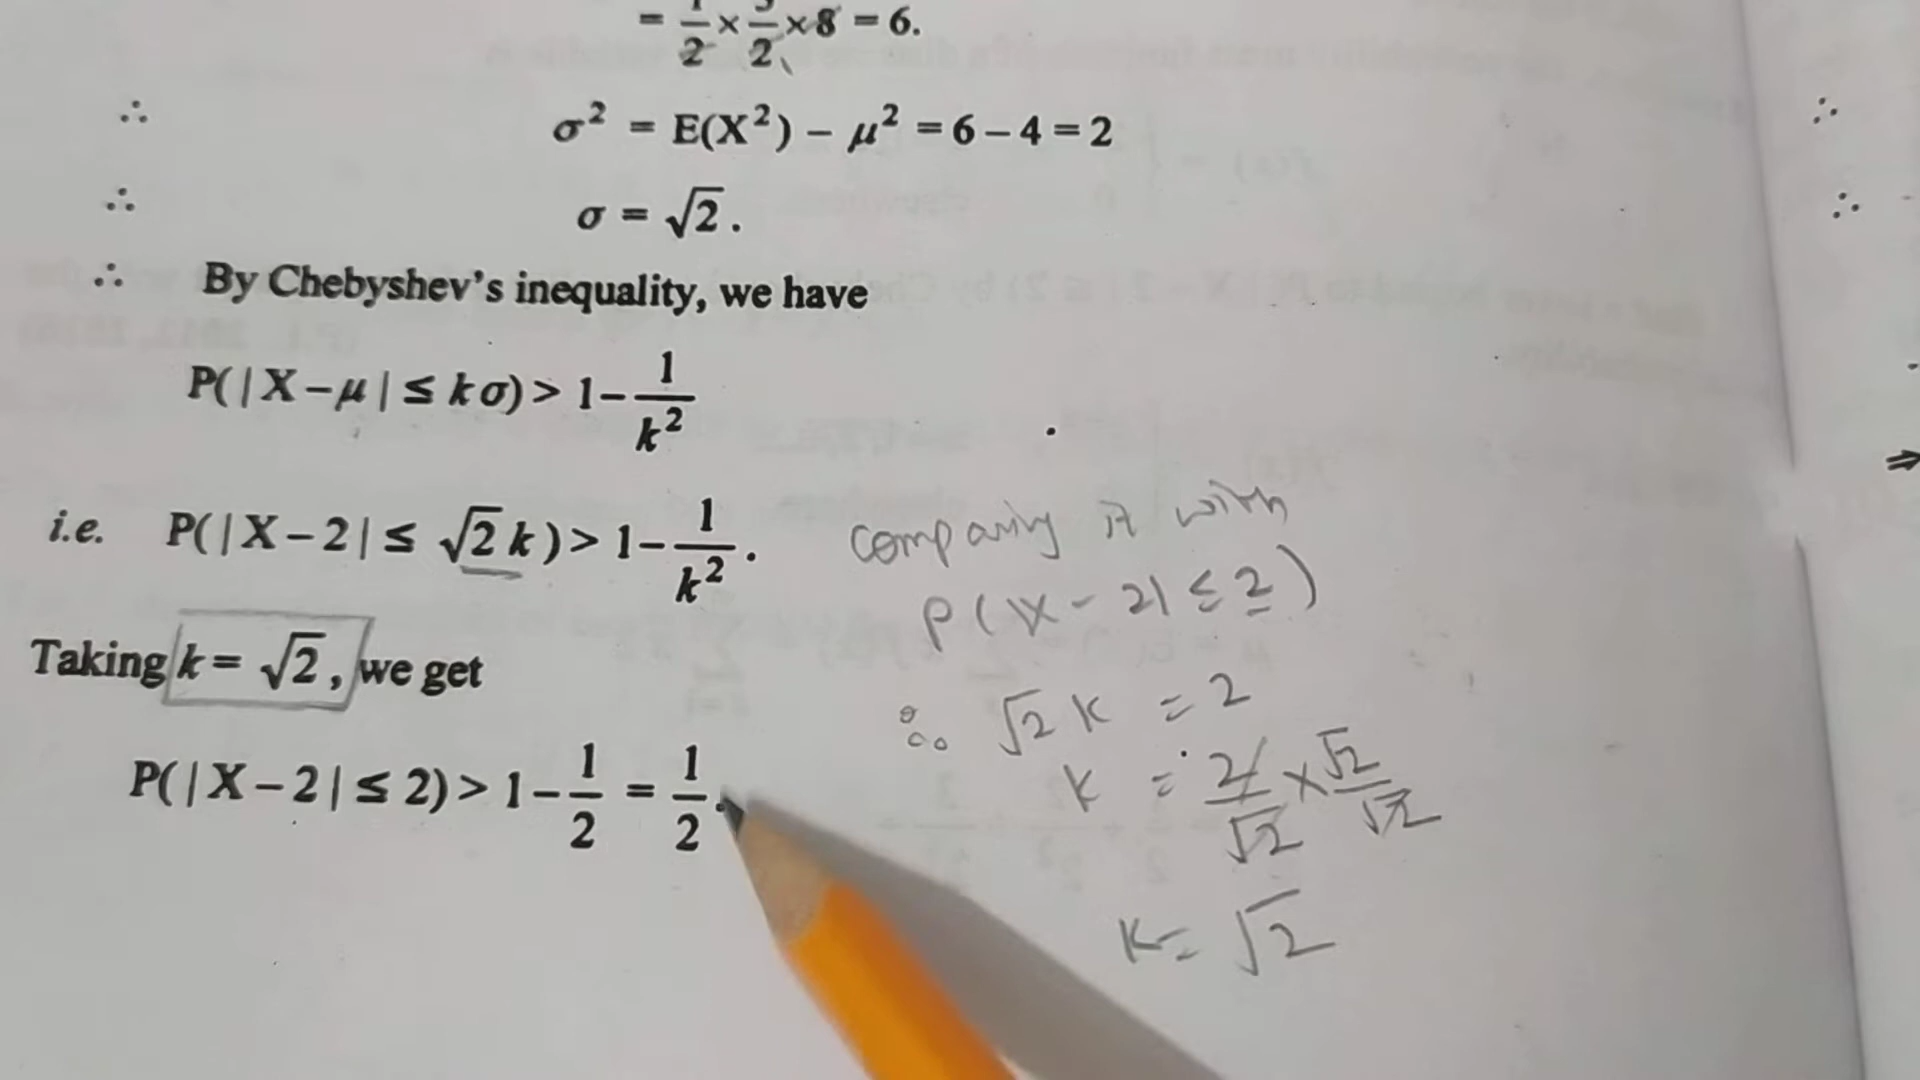 = 1/2 × 3/2 × 8 = 6.
∴ σ² = E(X²) – μ² = 6 – 4 = 2 ∴
∴ σ = √2. ∴
∴ By Chebyshev's inequality, we have
P(|X – μ| ≤ kσ) > 1 – 1/k²
⇒
i.e. P(|X – 2| ≤ √2 k) > 1 – 1/k².
comparing it with
P(|X - 2| ≤ 2)
Taking k = √2, we get
∴ √2 K = 2
P(|X – 2| ≤ 2) > 1 – 1/2 = 1/2.
K = 2/√2 × √2/√2
K = √2